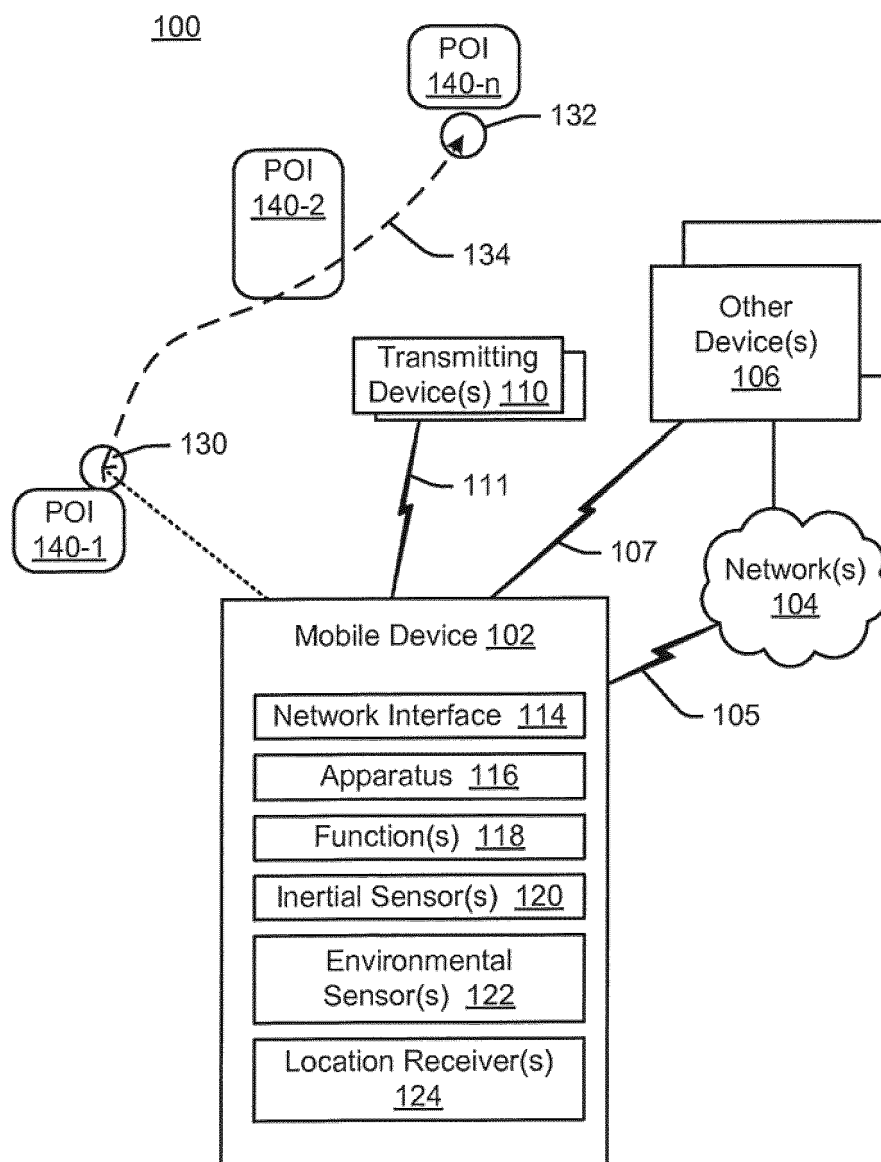 100
POI
140-n
132
POI
140-2
134
Other
Device(s)
106
Transmitting
Device(s) 110
130
111
POI
140-1
107
Network(s)
104
Mobile Device 102
105
Network Interface 114
Apparatus 116
Function(s) 118
Inertial Sensor(s) 120
Environmental
Sensor(s) 122
Location Receiver(s)
124